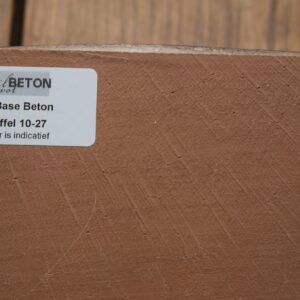 BETON
Base Beton
ffel 10-27
r is indicatief